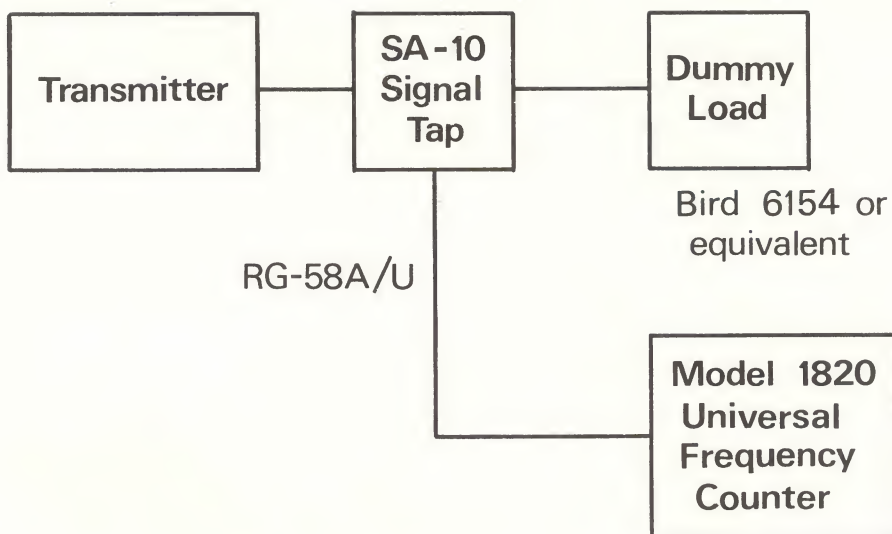 Transmitter
SA-10
Signal
Tap
Dummy
Load
Bird 6154 or
equivalent
RG-58A/U
Model 1820
Universal
Frequency
Counter